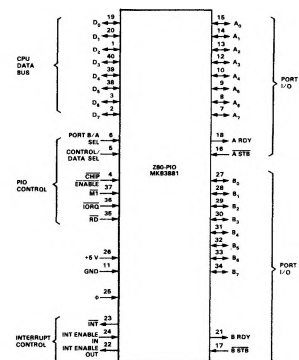 CPU
DATA
BUS
19 D0
20 D1
1 D2
40 D3
39 D4
38 D5
3 D6
2 D7
PIO
CONTROL
PORT B/A SEL 6
CONTROL/DATA SEL 5
CHIP ENABLE 4
M1 37
IORQ 36
RD 35
+5 V 26
GND 11
Φ 25
INTERRUPT
CONTROL
INT 23
INT ENABLE IN 24
INT ENABLE OUT 22
Z80-PIO
MK83881
15 A0
14 A1
13 A2
12 A3
10 A4
9 A5
8 A6
7 A7
18 A RDY
16 A STB
PORT
I/O
27 B0
28 B1
29 B2
30 B3
31 B4
32 B5
33 B6
34 B7
21 B RDY
17 B STB
PORT
I/O